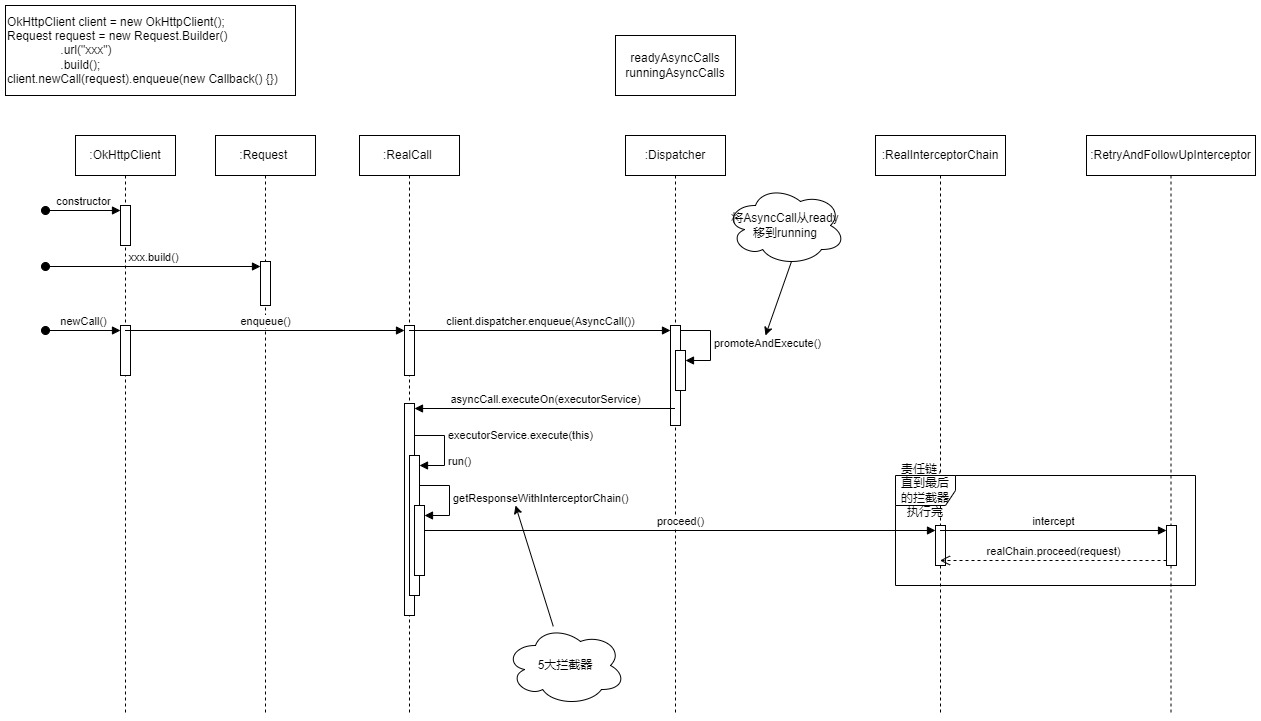 OkHttpClient client = new OkHttpClient();
Request request = new Request.Builder()
.url("xxx")
.build();
client.newCall(request).enqueue(new Callback() {})
readyAsyncCalls
runningAsyncCalls
:OkHttpClient
:Request
:RealCall
:Dispatcher
:RealInterceptorChain
:RetryAndFollowUpInterceptor
constructor
将AsyncCall从ready
移到running
xxx.build()
newCall()
enqueue()
client.dispatcher.enqueue(AsyncCall())
promoteAndExecute()
asyncCall.executeOn(executorService)
executorService.execute(this)
run()
getResponseWithInterceptorChain()
责任链,
直到最后
的拦截器
执行完
proceed()
intercept
realChain.proceed(request)
5大拦截器